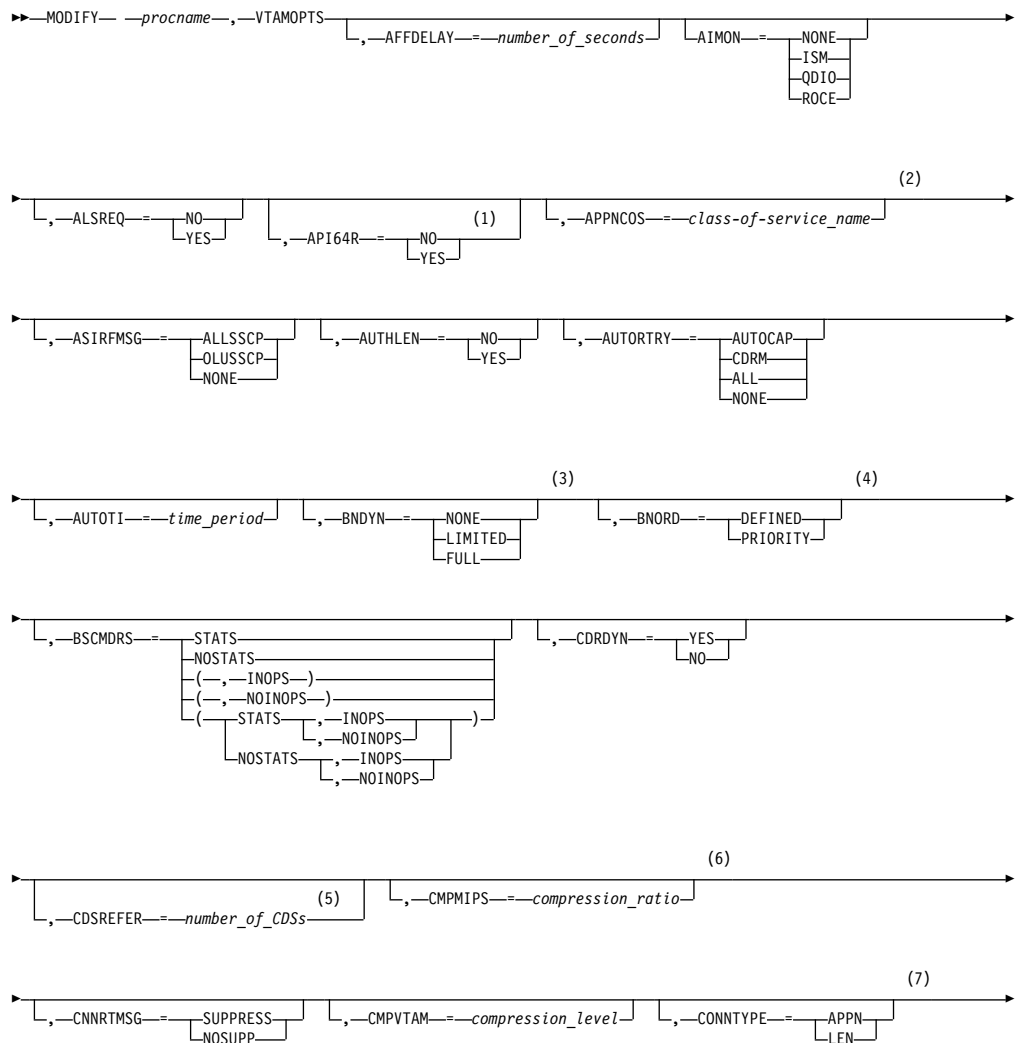 MODIFY procname , VTAMOPTS
, AFFDELAY = number_of_seconds AIMON = NONE
ISM
QDIO
ROCE
(2)
, ALSREQ = NO
YES
(1)
, API64R = NO
YES
, APPNCOS = class-of-service_name
, ASIRFMSG = ALLSSCP
OLUSSCP
NONE
, AUTHLEN = NO
YES
, AUTORTRY = AUTOCAP
CDRM
ALL
NONE
(3) (4)
, AUTOTI = time_period
, BNDYN = NONE
LIMITED
FULL
, BNORD = DEFINED
PRIORITY
, BSCMDRS = STATS
NOSTATS
( , INOPS )
( , NOINOPS )
( STATS , INOPS )
, NOINOPS
NOSTATS , INOPS
, NOINOPS
, CDRDYN = YES
NO
(6)
(5)
, CDSREFER = number_of_CDSs
, CMPMIPS = compression_ratio
(7)
, CNNRTMSG = SUPPRESS
NOSUPP
, CMPVTAM = compression_level
, CONNTYPE = APPN
LEN